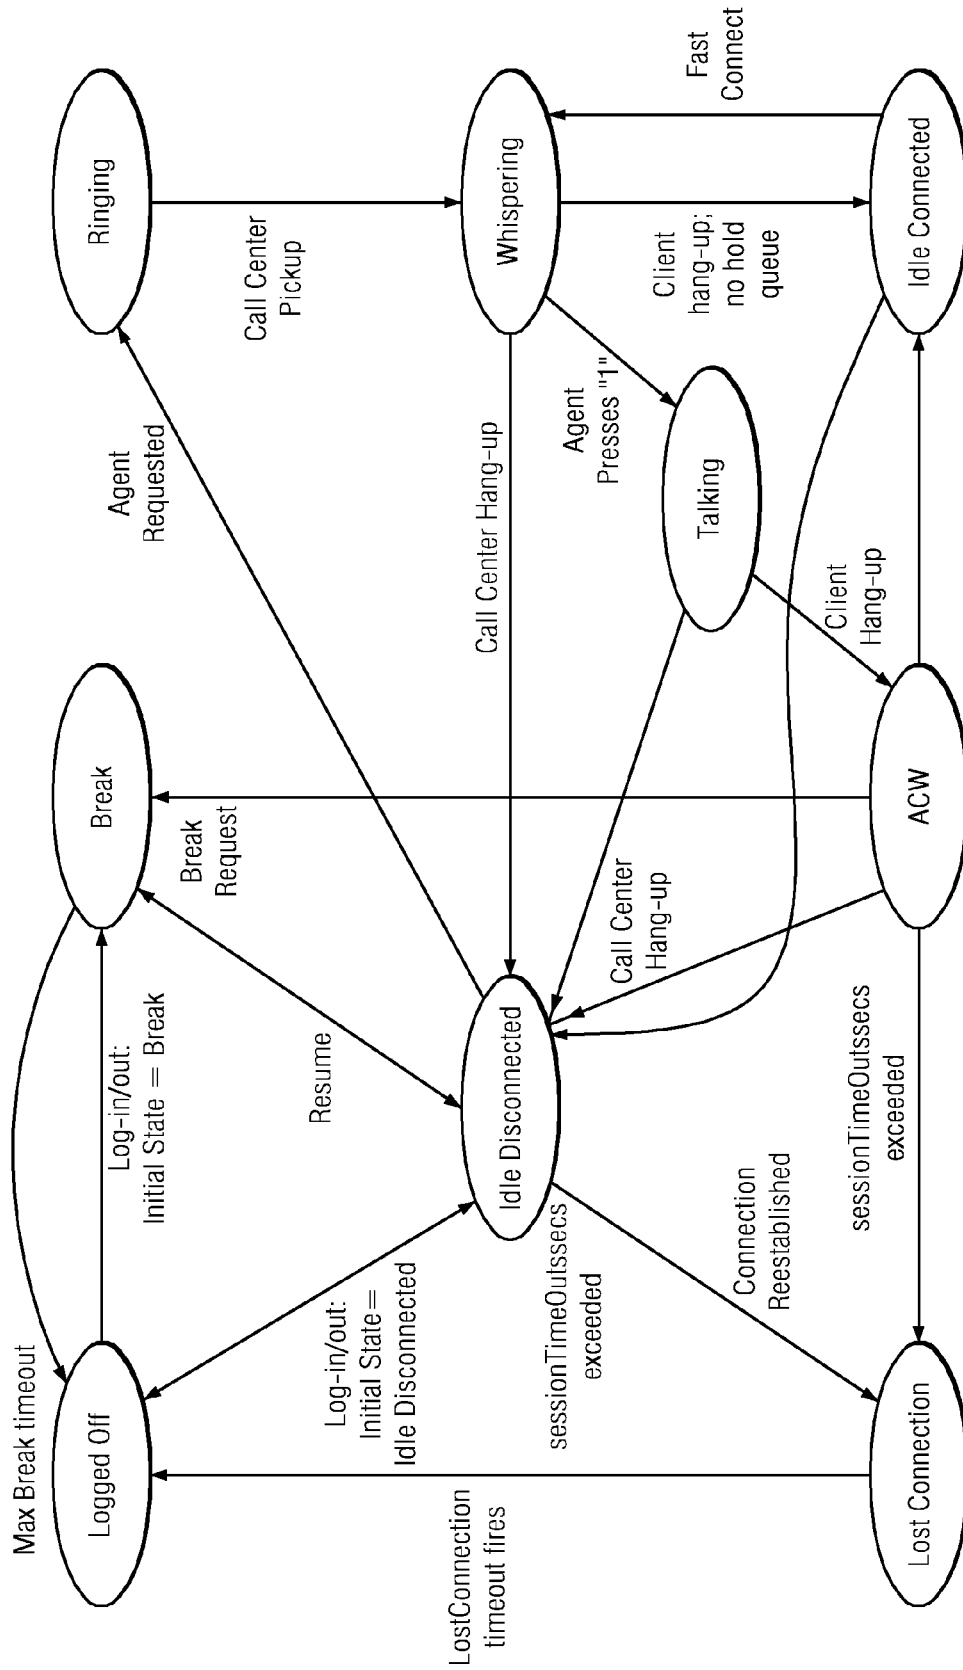 Max Break timeout
Logged Off
Log-in/out:
Initial State = Break
Break
Agent
Requested
Ringing
Break
Request
Resume
Call Center
Pickup
Log-in/out:
Initial State=
Idle Disconnected
LostConnection
timeout fires
Idle Disconnected
Call Center Hang-up
Whispering
sessionTimeOutssecs
exceeded
Call Center
Hang-up
Agent
Presses "1"
Client
hang-up;
no hold
queue
Fast
Connect
Talking
Connection
Reestablished
Client
Hang-up
sessionTimeOutssecs
exceeded
Lost Connection
ACW
Idle Connected